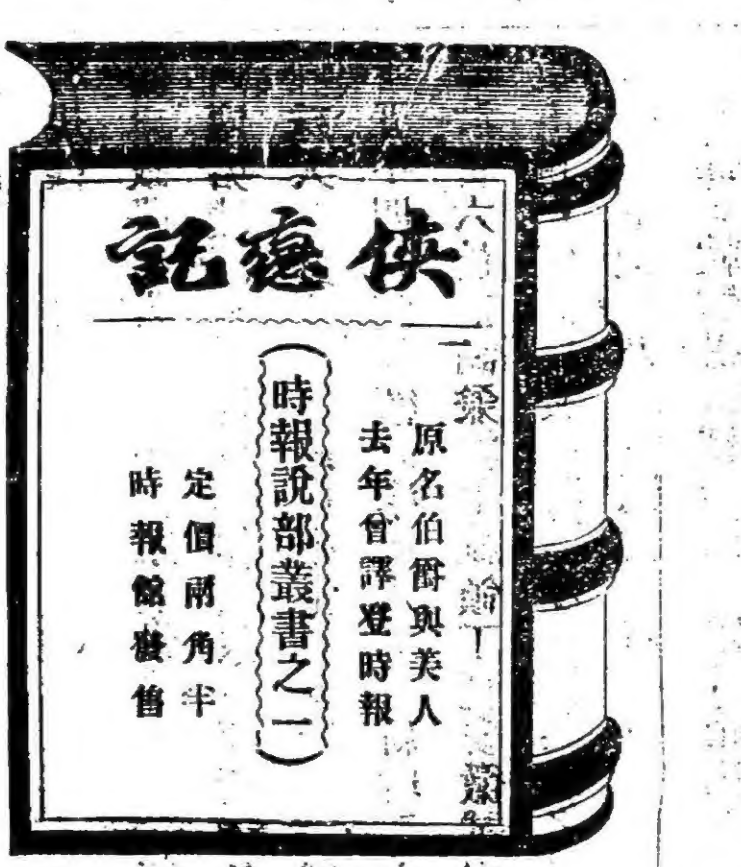 俠戀記
原名伯爵與美人
去年曾譯登時報
時報說部叢書之一
定價兩角半
時報館發售